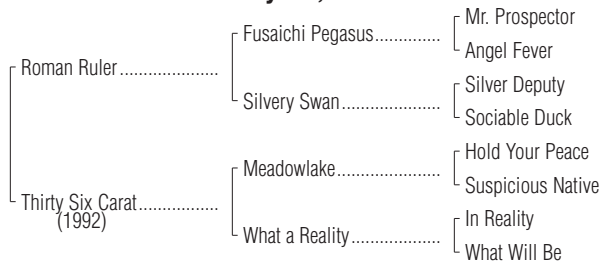 Fusaichi Pegasus
Mr. Prospector
Angel Fever
Roman Ruler
Silvery Swan
Silver Deputy
Sociable Duck
Meadowlake
Hold Your Peace
Suspicious Native
Thirty Six Carat
(1992)
What a Reality
In Reality
What Will Be